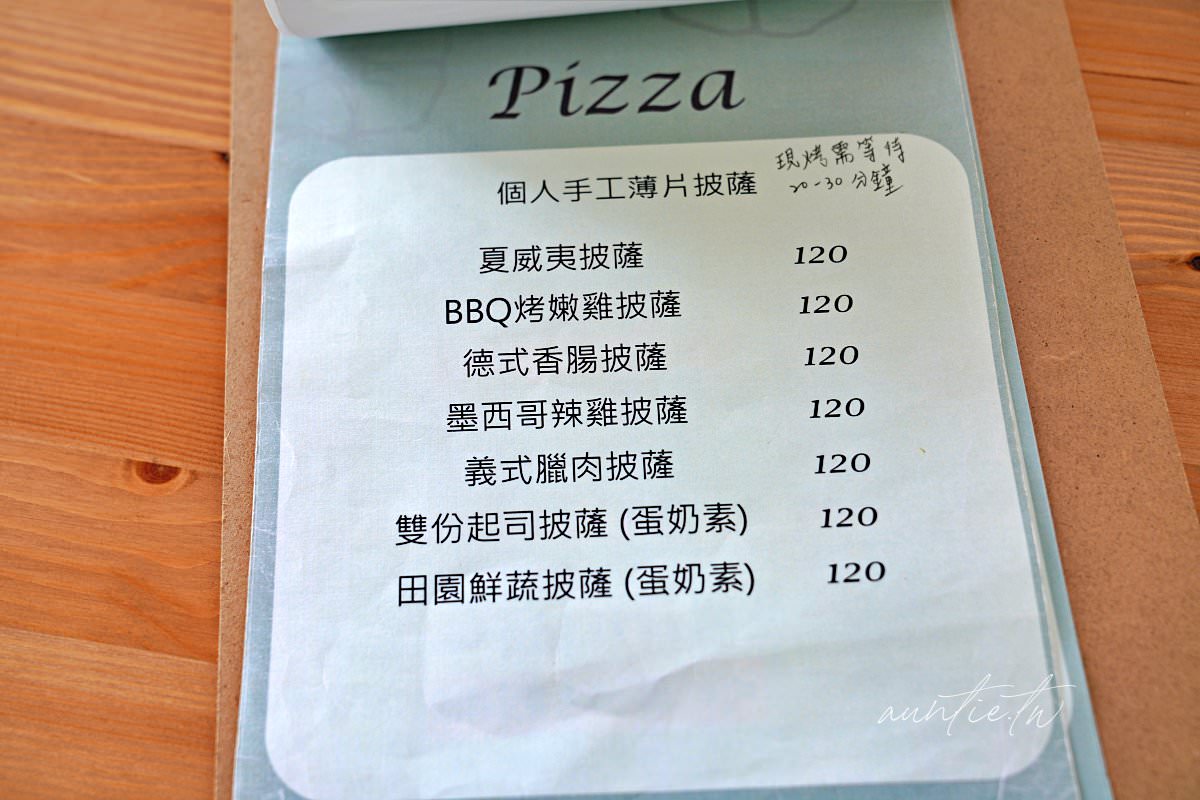 Pizza
現烤需等待
20-30分鐘
個人手工薄片披薩
夏威夷披薩 120
BBQ烤嫩雞披薩 120
德式香腸披薩 120
墨西哥辣雞披薩 120
義式臘肉披薩 120
雙份起司披薩 (蛋奶素) 120
田園鮮蔬披薩 (蛋奶素) 120
auntie.tw